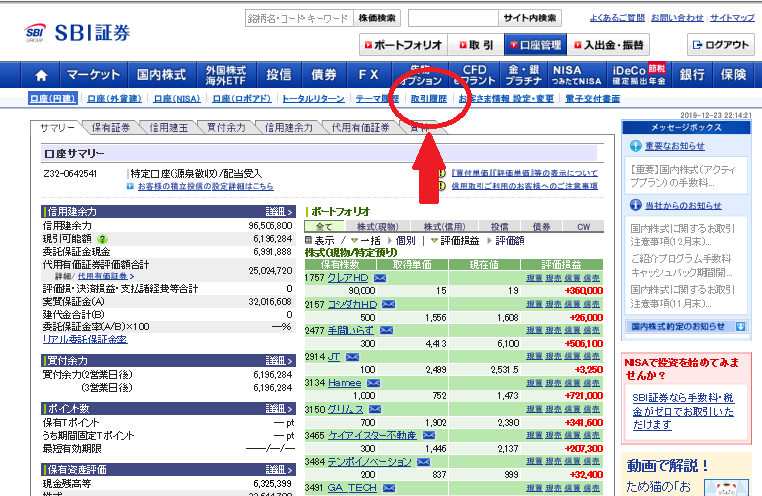 SBI GROUP SBI証券
銘柄名・コード・キーワード 株価検索 サイト内検索 よくあるご質問 お問い合わせ サイトマップ
ポートフォリオ 取引 口座管理 入出金・振替 ログアウト
マーケット 国内株式 外国株式 海外ETF 投信 債券 FX 先物 オプション CFD eワラント 金・銀 プラチナ NISA つみたてNISA iDeCo 節税 確定拠出年金 銀行 保険
口座(円建) 口座(外貨建) 口座(NISA) 口座(ロボアド) トータルリターン テーマ履歴 取引履歴 お客さま情報 設定・変更 電子交付書面
2019-12-23 22:14:21
サマリー 保有証券 信用建玉 買付余力 信用建余力 代用有価証券
口座サマリー
Z32-0642541 特定口座(源泉徴収)/配当受入
お客様の積立投信の設定詳細はこちら
『買付単価』『評価単価』等の表示について
信用取引ご利用のお客様へのご注意事項
信用建余力 詳細
信用建余力 96,505,800
現引可能額 6,196,284
委託保証金現金 6,991,888
代用有価証券評価額合計 25,024,720
詳細/代用有価証券
評価損・決済損益・支払諸経費等合計 0
実質保証金(A) 32,016,608
建代金合計(B) 0
委託保証金率(A/B)×100 --%
リアル委託保証金率
買付余力 詳細
買付余力(2営業日後) 6,196,284
(3営業日後) 6,196,284
ポイント数 詳細
保有Tポイント --pt
うち期間固定Tポイント --pt
最短有効期限 --/--/--
保有資産評価 詳細
現金残高等 6,325,399
ポートフォリオ
全て 株式(現物) 株式(信用) 投信 債券 CW
表示 / 一括 個別 | 評価損益 評価額
株式(現物/特定預り)
保有株数 取得単価 現在値 評価損益
1757 クレアHD 現買 現売 信買 信売
90,000 15 19 +360,000
2157 コシダカHD 現買 現売 信買 信売
500 1,556 1,608 +26,000
2477 手間いらず 現買 現売 信買 信売
300 4,413 6,100 +506,100
2914 JT 現買 現売 信買 信売
100 2,499 2,531.5 +3,250
3134 Hamee 現買 現売 信買 信売
1,000 752 1,473 +721,000
3150 グリムス 現買 現売 信買 信売
700 1,902 2,390 +341,600
3465 ケイアイスター不動産 現買 現売 信買 信売
300 1,446 2,137 +207,300
3484 テンポイノベーション 現買 現売 信買 信売
200 837 999 +32,400
3491 GA TECH 現買 現売 信買 信売
メッセージボックス
重要なお知らせ
【重要】国内株式(アクティブプラン)の手数料...
当社からのお知らせ
国内株式に関するお取引注意事項(12月末)...
ご紹介プログラム手数料キャッシュバック期間開...
国内株式に関するお取引注意事項(11月末)...
国内株式約定のお知らせ
NISAで投資を始めてみませんか?
SBI証券なら手数料・税金がゼロでお取引いただけます
動画で解説!
ため猫の「お